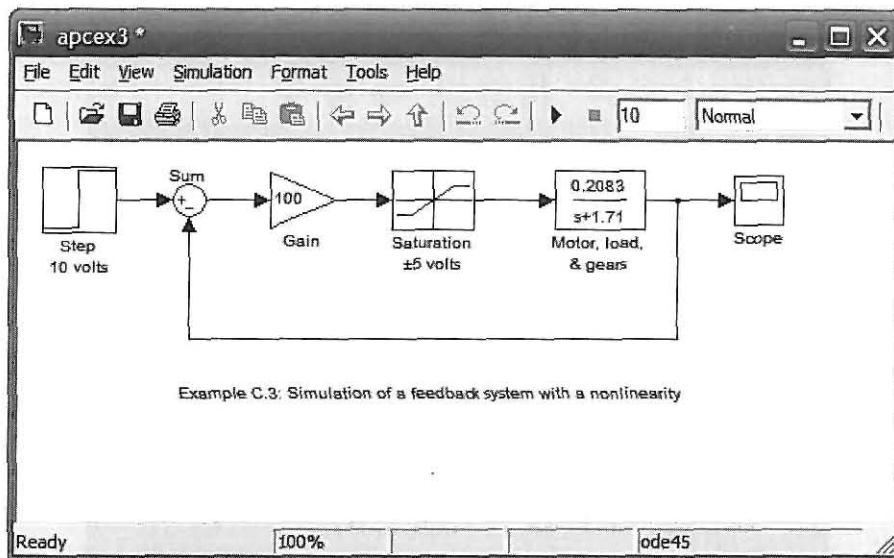 apcex3 *
File Edit View Simulation Format Tools Help
10 Normal
Sum
+_
100
0.2083
s+1.71
Step
10 volts
Gain
Saturation
±5 volts
Motor, load,
& gears
Scope
Example C.3: Simulation of a feedback system with a nonlinearity
Ready 100% ode45